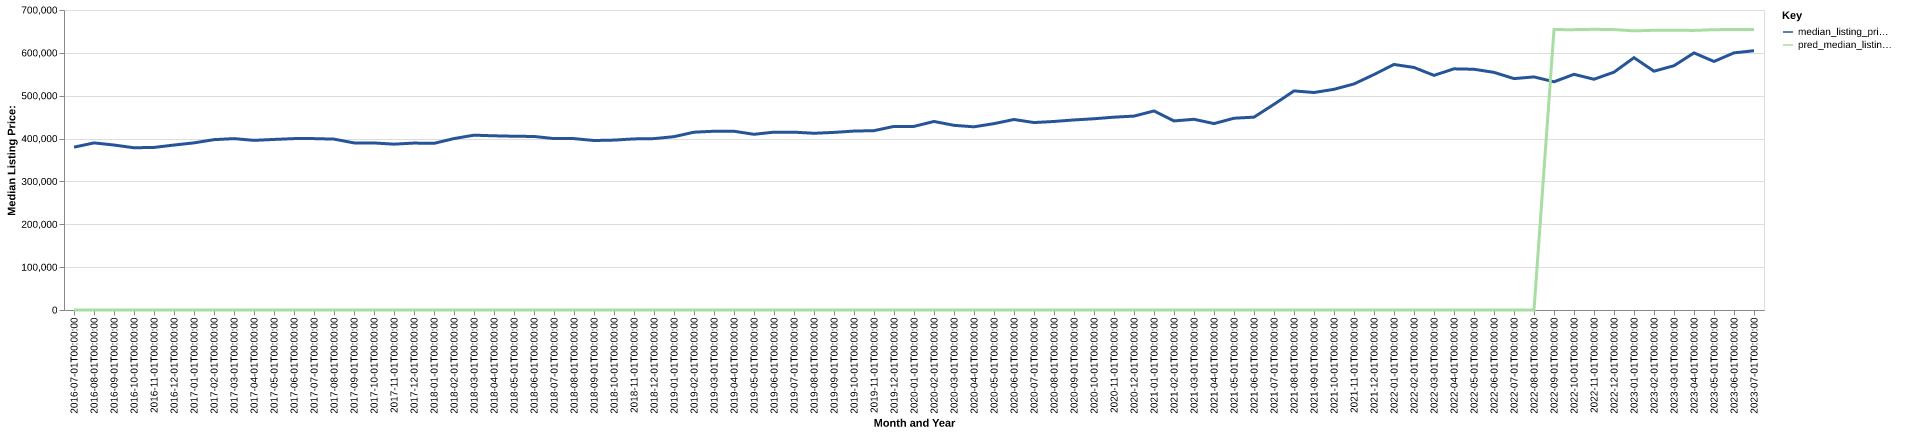 700,000
600,000
500,000
400,000
300,000
200,000
100,000
0
Median Listing Price:
2016-07-01T00:00:00
2016-08-01T00:00:00
2016-09-01T00:00:00
2016-10-01T00:00:00
2016-11-01T00:00:00
2016-12-01T00:00:00
2017-01-01T00:00:00
2017-02-01T00:00:00
2017-03-01T00:00:00
2017-04-01T00:00:00
2017-05-01T00:00:00
2017-06-01T00:00:00
2017-07-01T00:00:00
2017-08-01T00:00:00
2017-09-01T00:00:00
2017-10-01T00:00:00
2017-11-01T00:00:00
2017-12-01T00:00:00
2018-01-01T00:00:00
2018-02-01T00:00:00
2018-03-01T00:00:00
2018-04-01T00:00:00
2018-05-01T00:00:00
2018-06-01T00:00:00
2018-07-01T00:00:00
2018-08-01T00:00:00
2018-09-01T00:00:00
2018-10-01T00:00:00
2018-11-01T00:00:00
2018-12-01T00:00:00
2019-01-01T00:00:00
2019-02-01T00:00:00
2019-03-01T00:00:00
2019-04-01T00:00:00
2019-05-01T00:00:00
2019-06-01T00:00:00
2019-07-01T00:00:00
2019-08-01T00:00:00
2019-09-01T00:00:00
2019-10-01T00:00:00
2019-11-01T00:00:00
2019-12-01T00:00:00
2020-01-01T00:00:00
2020-02-01T00:00:00
2020-03-01T00:00:00
2020-04-01T00:00:00
2020-05-01T00:00:00
2020-06-01T00:00:00
2020-07-01T00:00:00
2020-08-01T00:00:00
2020-09-01T00:00:00
2020-10-01T00:00:00
2020-11-01T00:00:00
2020-12-01T00:00:00
2021-01-01T00:00:00
2021-02-01T00:00:00
2021-03-01T00:00:00
2021-04-01T00:00:00
2021-05-01T00:00:00
2021-06-01T00:00:00
2021-07-01T00:00:00
2021-08-01T00:00:00
2021-09-01T00:00:00
2021-10-01T00:00:00
2021-11-01T00:00:00
2021-12-01T00:00:00
2022-01-01T00:00:00
2022-02-01T00:00:00
2022-03-01T00:00:00
2022-04-01T00:00:00
2022-05-01T00:00:00
2022-06-01T00:00:00
2022-07-01T00:00:00
2022-08-01T00:00:00
2022-09-01T00:00:00
2022-10-01T00:00:00
2022-11-01T00:00:00
2022-12-01T00:00:00
2023-01-01T00:00:00
2023-02-01T00:00:00
2023-03-01T00:00:00
2023-04-01T00:00:00
2023-05-01T00:00:00
2023-06-01T00:00:00
2023-07-01T00:00:00
Month and Year
Key
median_listing_pri…
pred_median_listin…